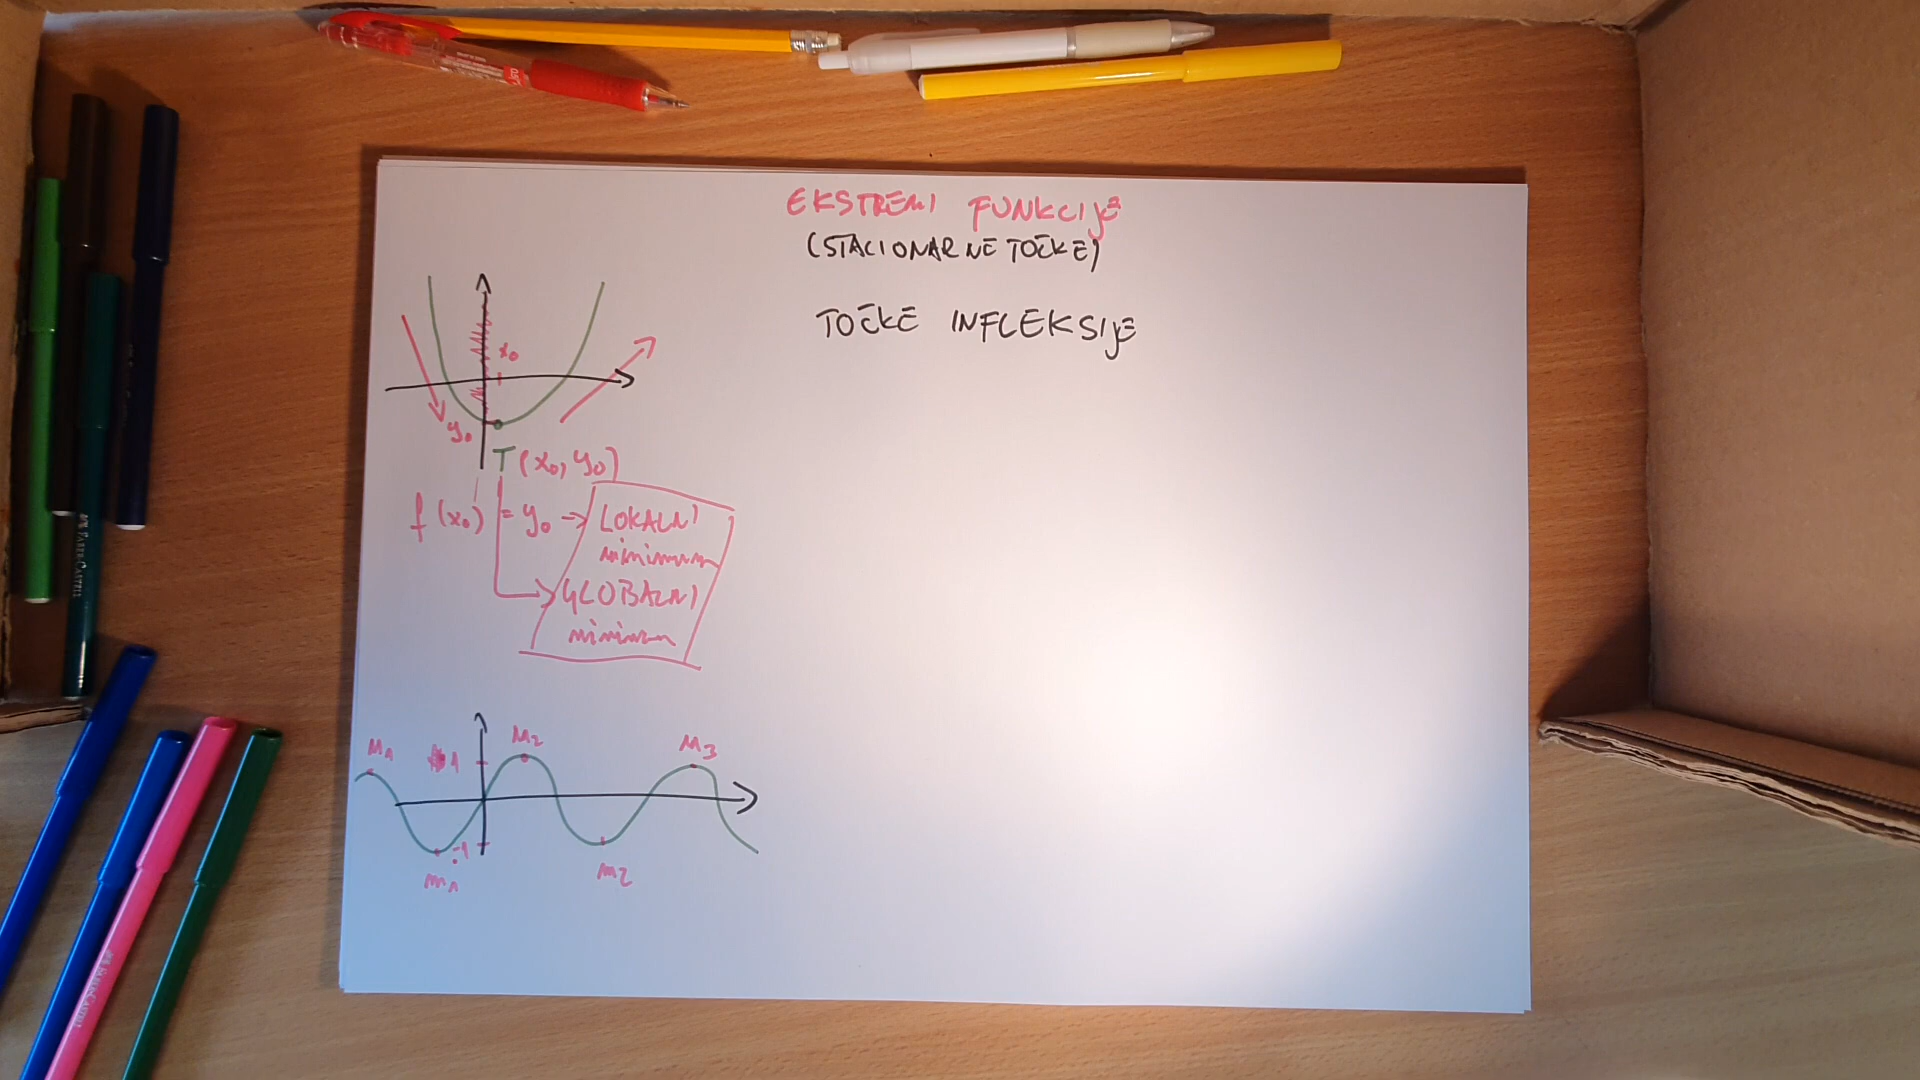 EKSTREMI FUNKCIJE
(STACIONARNE TOČKE)
TOČKE INFLEKSIJE
x₀
y₀
T(x₀, y₀)
f(x₀) = y₀ → LOKALNI
minimum
GLOBALNI
minimum
M₁
1
M₂
M₃
-1
m₁
m₂